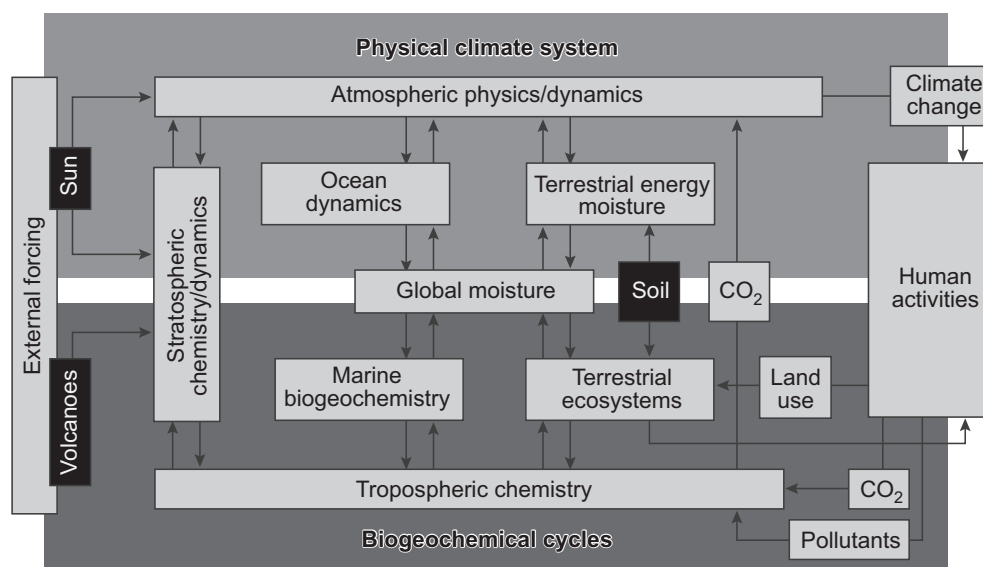 Physical climate system
Atmospheric physics/dynamics
Climate
change
External forcing
Sun
Volcanoes
Stratospheric
chemistry/dynamics
Ocean
dynamics
Terrestrial energy
moisture
Global moisture
Soil
CO₂
Human
activities
Marine
biogeochemistry
Terrestrial
ecosystems
Land
use
Tropospheric chemistry
CO₂
Pollutants
Biogeochemical cycles